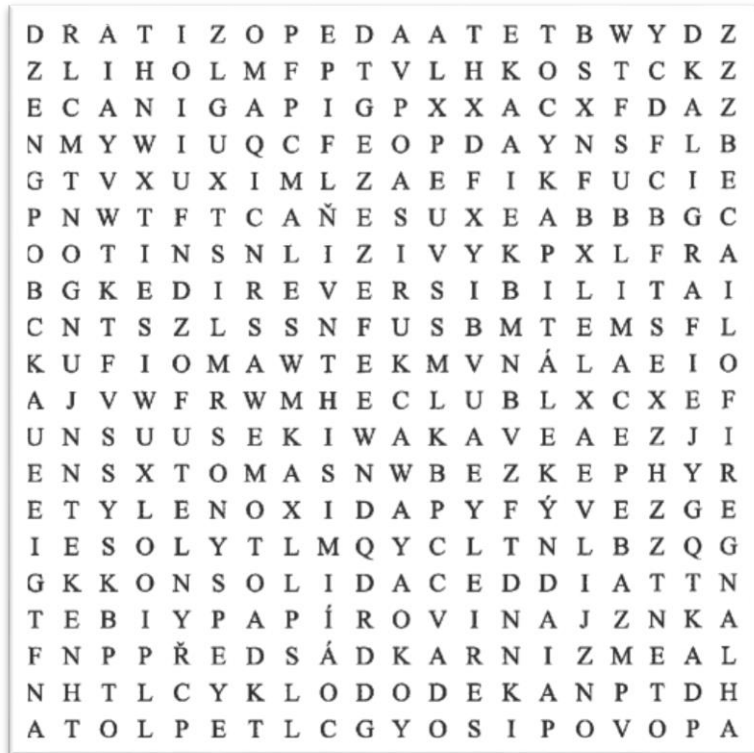 D R A T I Z O P E D A A T E T B W Y D Z
Z L I H O L M F P T V L H K O S T C K Z
E C A N I G A P I G P X X A C X F D A Z
N M Y W I U Q C F E O P D A Y N S F L B
G T V X U X I M L Z A E F I K F U C I E
P N W T F T C A Ň E S U X E A B B B G C
O O T I N S N L I Z I V Y K P X L F R A
B G K E D I R E V E R S I B I L I T A I
C N T S Z L S S N F U S B M T E M S F L
K U F I O M A W T E K M V N Á L A E I O
A J V W F R W M H E C L U B L X C X E F
U N S U U S E K I W A K A V E A E Z J I
E N S X T O M A S N W B E Z K E P H Y R
E T Y L E N O X I D A P Y F Ý V E Z G E
I E S O L Y T L M Q Y C L T N L B Z Q G
G K K O N S O L I D A C E D D I A T T N
T E B I Y P A P Í R O V I N A J Z N K A
F N P P Ř E D S Á D K A R N I Z M E A L
N H T L C Y K L O D O D E K A N P T D H
A T O L P E T L C G Y O S I P O V O P A